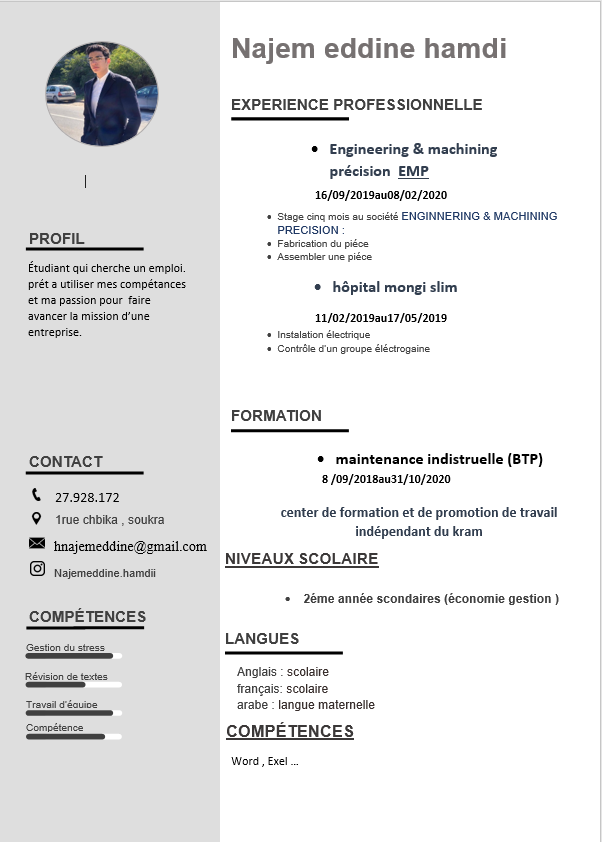 Najem eddine hamdi
PROFIL
Étudiant qui cherche un emploi.
prét a utiliser mes compétances
et ma passion pour faire
avancer la mission d’une
entreprise.
CONTACT
27.928.172
1rue chbika , soukra
hnajemeddine@gmail.com
Najemeddine.hamdii
COMPÉTENCES
Gestion du stress
Révision de textes
Travail d'équipe
Compétence
EXPERIENCE PROFESSIONNELLE
• Engineering & machining
précision EMP
16/09/2019au08/02/2020
• Stage cinq mois au société ENGINNERING & MACHINING
PRECISION :
• Fabrication du piéce
• Assembler une piéce
• hôpital mongi slim
11/02/2019au17/05/2019
• Instalation électrique
• Contrôle d'un groupe éléctrogaine
FORMATION
• maintenance indistruelle (BTP)
8 /09/2018au31/10/2020
center de formation et de promotion de travail
indépendant du kram
NIVEAUX SCOLAIRE
• 2éme année scondaires (économie gestion )
LANGUES
Anglais : scolaire
français: scolaire
arabe : langue maternelle
COMPÉTENCES
Word , Exel ...